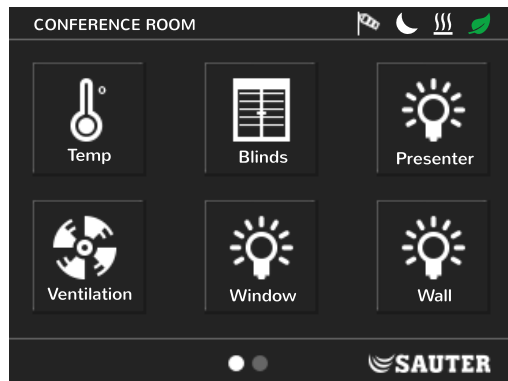 CONFERENCE ROOM
Temp
Blinds
Presenter
Ventilation
Window
Wall
SAUTER